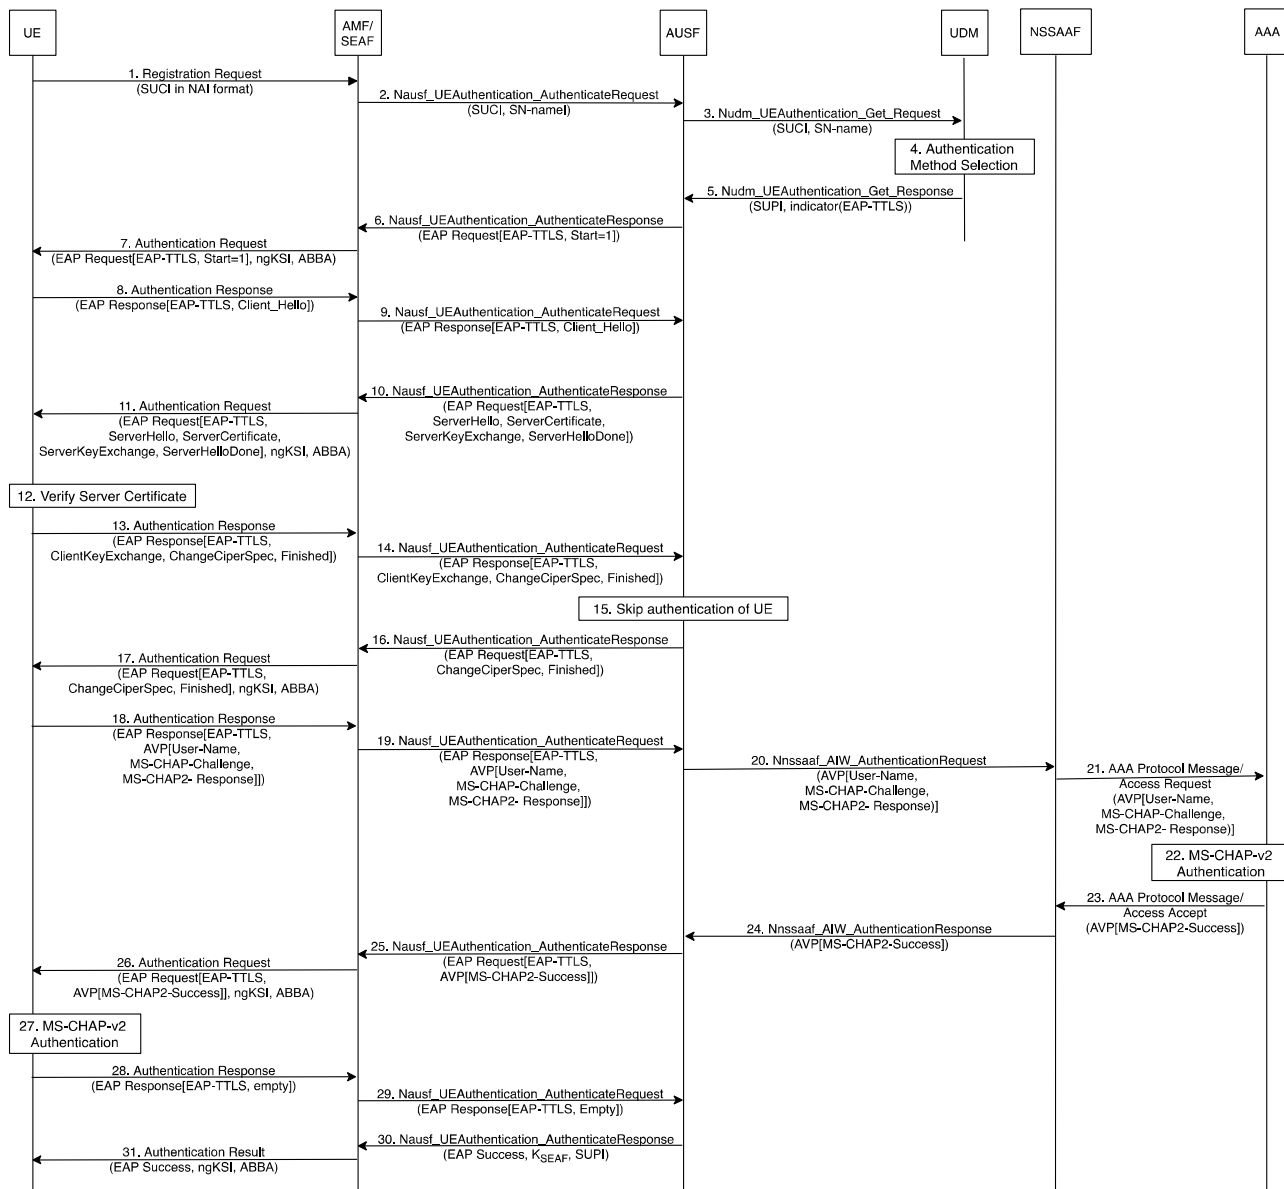 UE
AMF/
SEAF
AUSF
UDM
NSSAAF
AAA
1. Registration Request
(SUCI in NAI format)
2. Nausf_UEAuthentication_AuthenticateRequest
(SUCI, SN-nameI)
3. Nudm_UEAuthentication_Get_Request
(SUCI, SN-name)
4. Authentication
Method Selection
5. Nudm_UEAuthentication_Get_Response
(SUPI, indicator(EAP-TTLS))
6. Nausf_UEAuthentication_AuthenticateResponse
(EAP Request[EAP-TTLS, Start=1])
7. Authentication Request
(EAP Request[EAP-TTLS, Start=1], ngKSI, ABBA)
8. Authentication Response
(EAP Response[EAP-TTLS, Client_Hello])
9. Nausf_UEAuthentication_AuthenticateRequest
(EAP Response[EAP-TTLS, Client_Hello])
10. Nausf_UEAuthentication_AuthenticateResponse
(EAP Request[EAP-TTLS,
ServerHello, ServerCertificate,
ServerKeyExchange, ServerHelloDone])
11. Authentication Request
(EAP Request[EAP-TTLS,
ServerHello, ServerCertificate,
ServerKeyExchange, ServerHelloDone], ngKSI, ABBA)
12. Verify Server Certificate
13. Authentication Response
(EAP Response[EAP-TTLS,
ClientKeyExchange, ChangeCiperSpec, Finished])
14. Nausf_UEAuthentication_AuthenticateRequest
(EAP Response[EAP-TTLS,
ClientKeyExchange, ChangeCiperSpec, Finished])
15. Skip authentication of UE
16. Nausf_UEAuthentication_AuthenticateResponse
(EAP Request[EAP-TTLS,
ChangeCiperSpec, Finished])
17. Authentication Request
(EAP Request[EAP-TTLS,
ChangeCiperSpec, Finished], ngKSI, ABBA)
18. Authentication Response
(EAP Response[EAP-TTLS,
AVP[User-Name,
MS-CHAP-Challenge,
MS-CHAP2- Response]])
19. Nausf_UEAuthentication_AuthenticateRequest
(EAP Response[EAP-TTLS,
AVP[User-Name,
MS-CHAP-Challenge,
MS-CHAP2- Response]])
20. Nnssaaf_AIW_AuthenticationRequest
(AVP[User-Name,
MS-CHAP-Challenge,
MS-CHAP2- Response)]
21. AAA Protocol Message/
Access Request
(AVP[User-Name,
MS-CHAP-Challenge,
MS-CHAP2- Response)]
22. MS-CHAP-v2
Authentication
23. AAA Protocol Message/
Access Accept
(AVP[MS-CHAP2-Success])
24. Nnssaaf_AIW_AuthenticationResponse
(AVP[MS-CHAP2-Success])
25. Nausf_UEAuthentication_AuthenticateResponse
(EAP Request[EAP-TTLS,
AVP[MS-CHAP2-Success]])
26. Authentication Request
(EAP Request[EAP-TTLS,
AVP[MS-CHAP2-Success]], ngKSI, ABBA)
27. MS-CHAP-v2
Authentication
28. Authentication Response
(EAP Response[EAP-TTLS, empty])
29. Nausf_UEAuthentication_AuthenticateRequest
(EAP Response[EAP-TTLS, Empty])
30. Nausf_UEAuthentication_AuthenticateResponse
(EAP Success, KSEAF, SUPI)
31. Authentication Result
(EAP Success, ngKSI, ABBA)